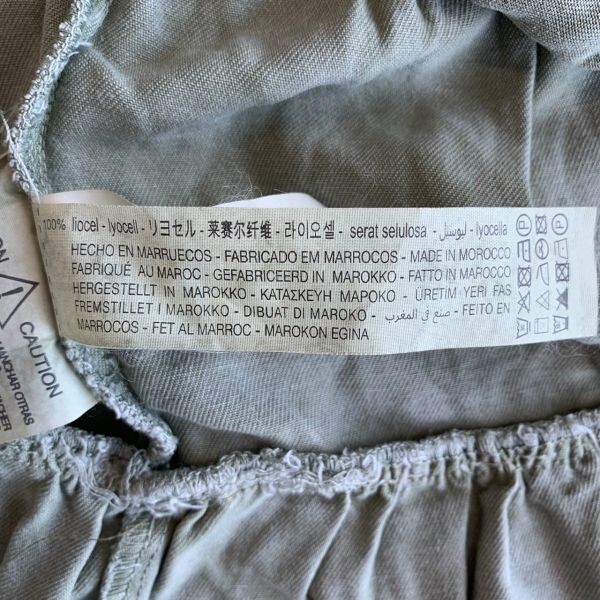 100% liocel - lyocell - リヨセル - 莱赛尔纤维 - 라이오셀 - serat selulosa - ليوسيل - lyocella
HECHO EN MARRUECOS - FABRICADO EM MARROCOS - MADE IN MOROCCO
FABRIQUÉ AU MAROC - GEFABRICEERD IN MAROKKO - FATTO IN MAROCCO
HERGESTELLT IN MAROKKO - ΚΑΤΑΣΚΕΥΗ ΜΑΡΟΚΟ - ÜRETIM YERI FAS
FREMSTILLET I MAROKKO - DIBUAT DI MAROKO - صنع في المغرب - FEITO EN
MARROCOS - FET AL MARROC - MAROKON EGINA
CAUTION
MANCHAR OTRAS